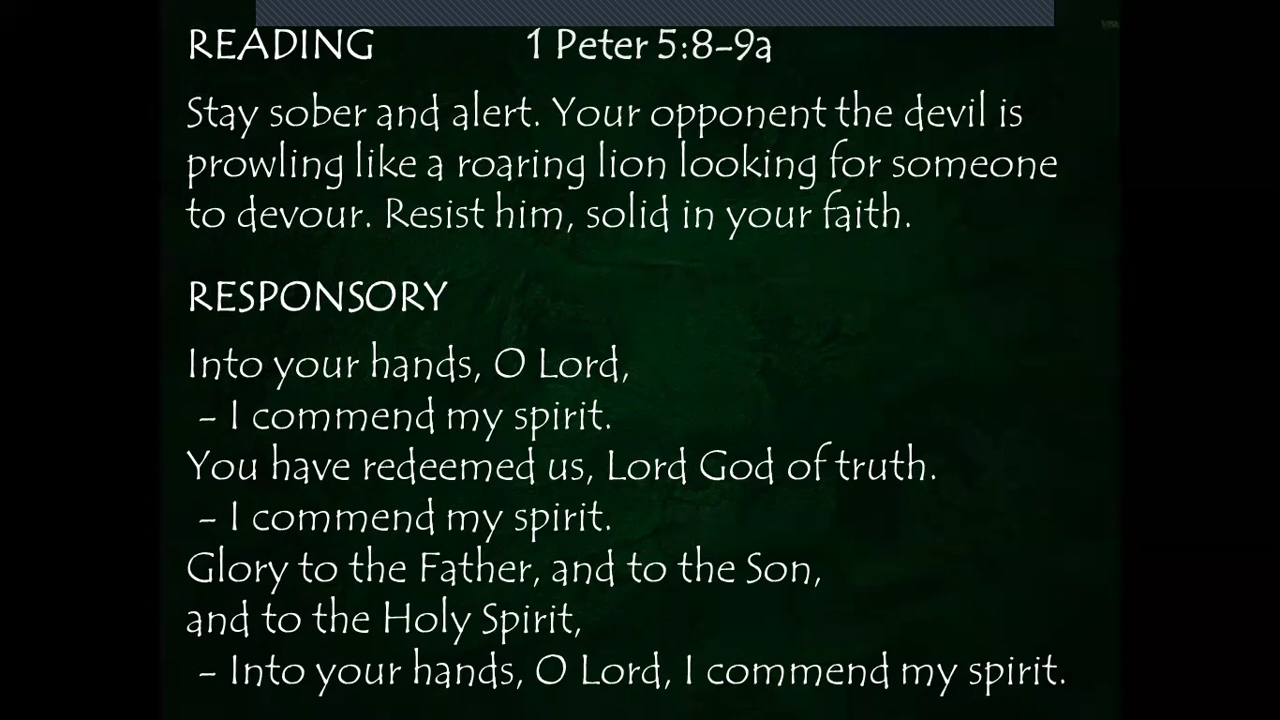 READING 1 Peter 5:8-9a
Stay sober and alert. Your opponent the devil is
prowling like a roaring lion looking for someone
to devour. Resist him, solid in your faith.
RESPONSORY
Into your hands, O Lord,
- I commend my spirit.
You have redeemed us, Lord God of truth.
- I commend my spirit.
Glory to the Father, and to the Son,
and to the Holy Spirit,
- Into your hands, O Lord, I commend my spirit.